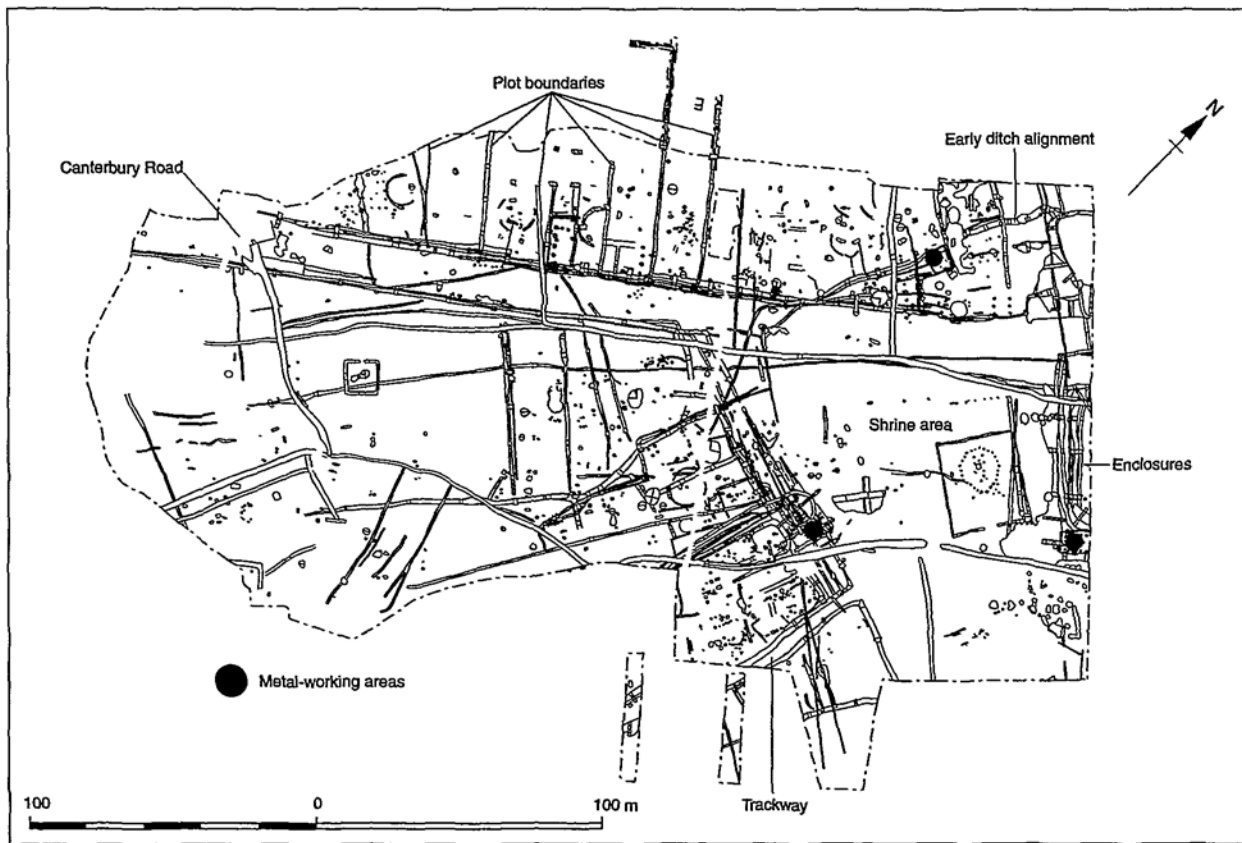 Plot boundaries
E
N
Early ditch alignment
Canterbury Road
Shrine area
Enclosures
Metal-working areas
Trackway
100 0 100 m